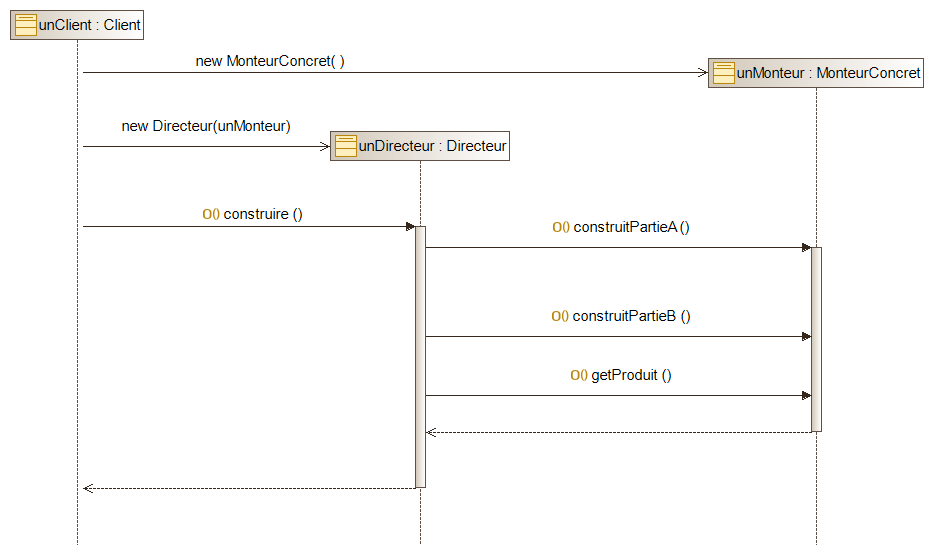 unClient : Client
new MonteurConcret( )
unMonteur : MonteurConcret
new Directeur(unMonteur)
unDirecteur : Directeur
O() construire ()
O() construitPartieA ()
O() construitPartieB ()
O() getProduit ()